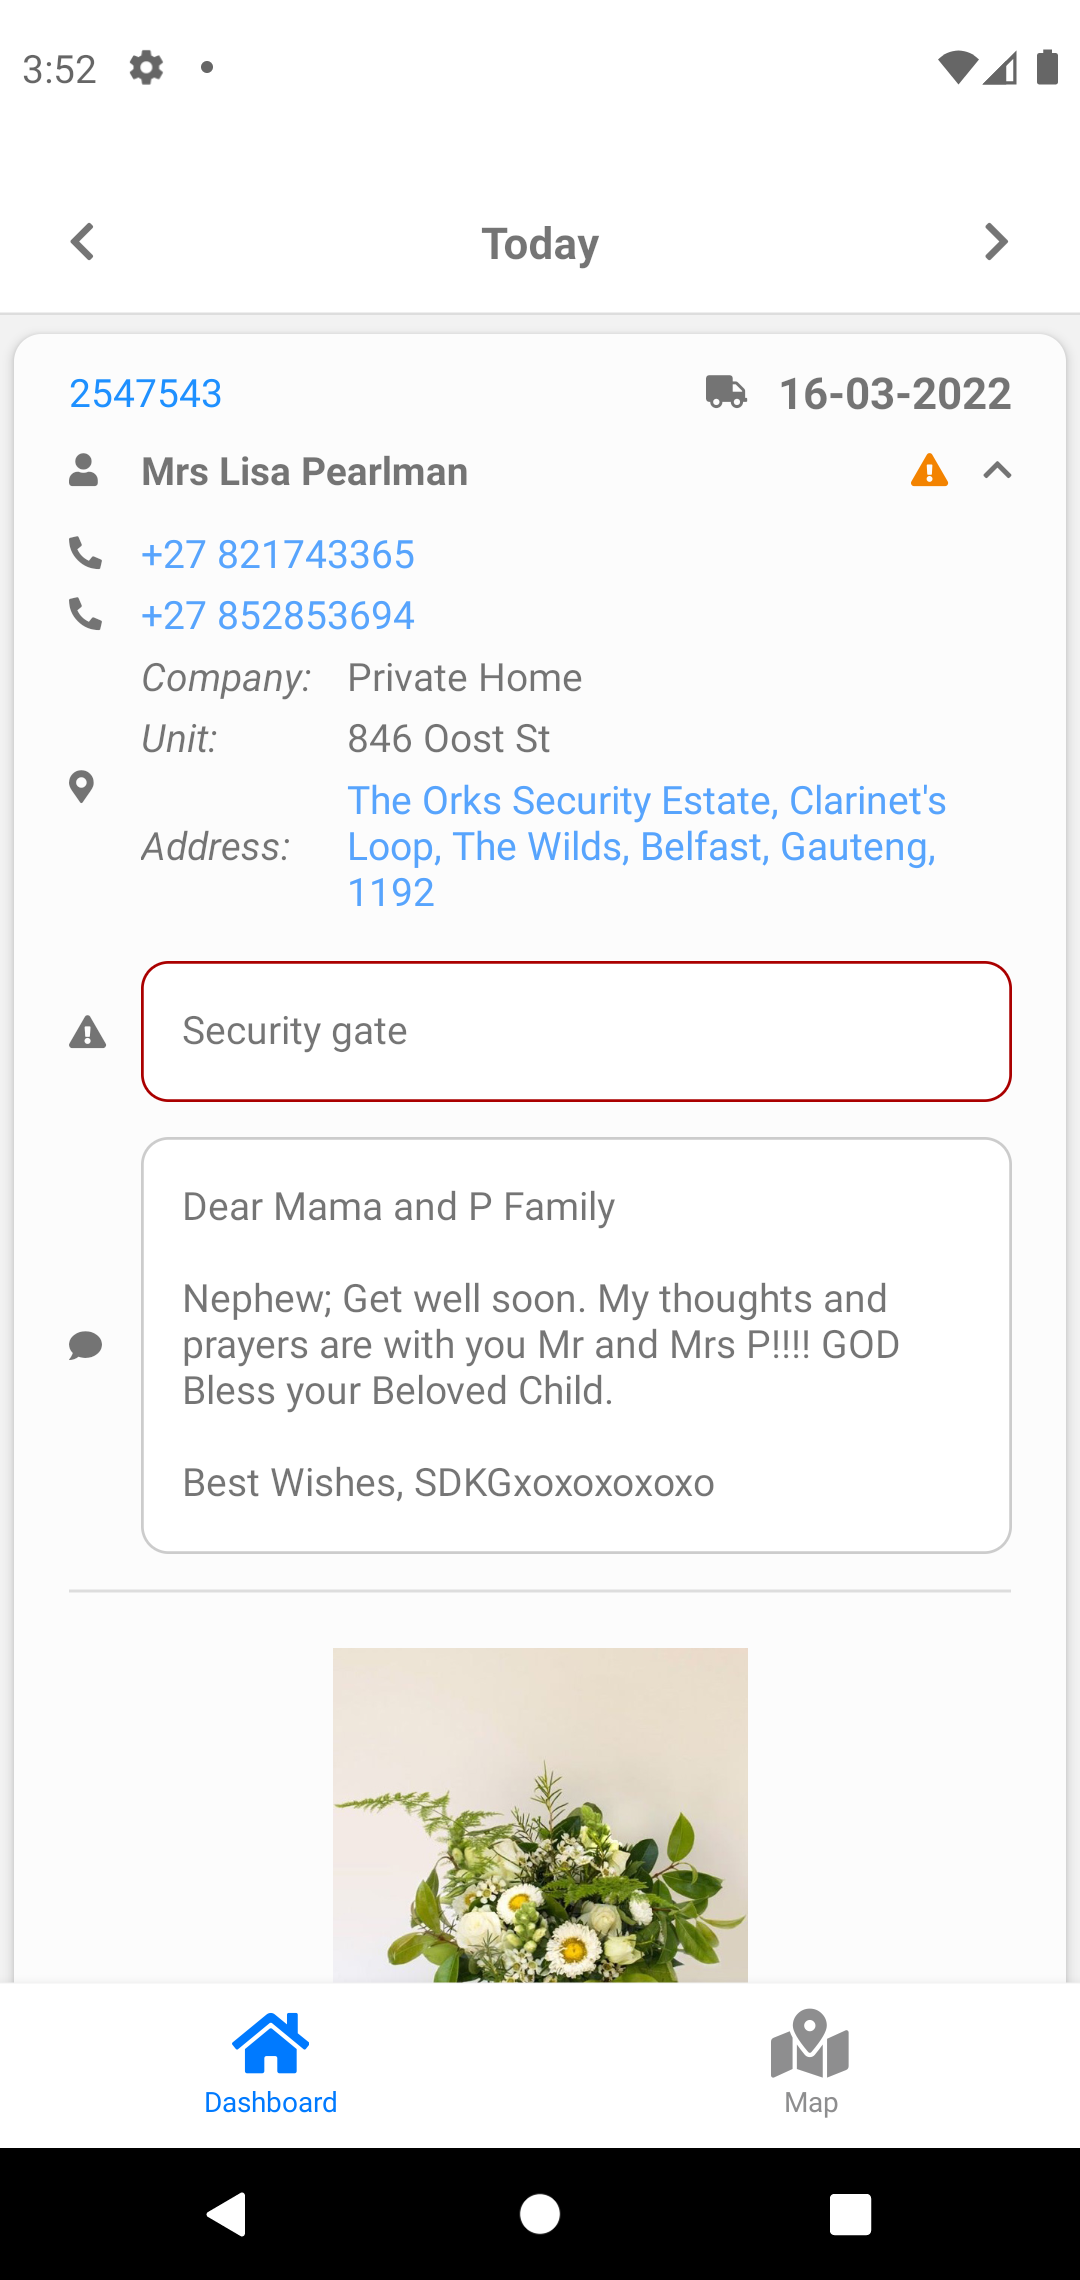 3:52
Today
2547543
16-03-2022
Mrs Lisa Pearlman
+27 821743365
+27 852853694
Company: Private Home
Unit: 846 Oost St
Address: The Orks Security Estate, Clarinet's
Loop, The Wilds, Belfast, Gauteng,
1192
Security gate
Dear Mama and P Family
Nephew; Get well soon. My thoughts and
prayers are with you Mr and Mrs P!!!! GOD
Bless your Beloved Child.
Best Wishes, SDKGxoxoxoxoxo
Dashboard
Map